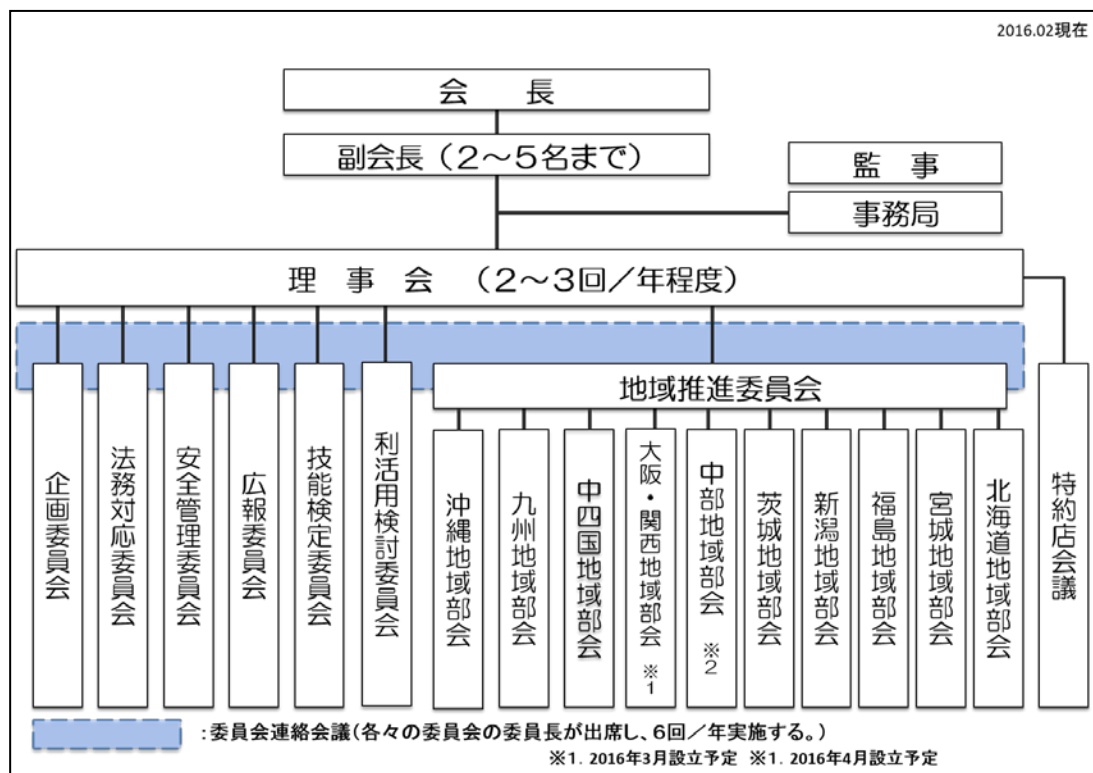 2016.02現在
会　長
副会長（２～５名まで）
監　事
事務局
理　事　会　（２～３回／年程度）
企画委員会
法務対応委員会
安全管理委員会
広報委員会
技能検定委員会
利活用検討委員会
地域推進委員会
沖縄地域部会
九州地域部会
中四国地域部会
大阪・関西地域部会 ※1
中部地域部会 ※2
茨城地域部会
新潟地域部会
福島地域部会
宮城地域部会
北海道地域部会
特約店会議
：委員会連絡会議（各々の委員会の委員長が出席し、6回／年実施する。）
※1．2016年3月設立予定 ※1．2016年4月設立予定